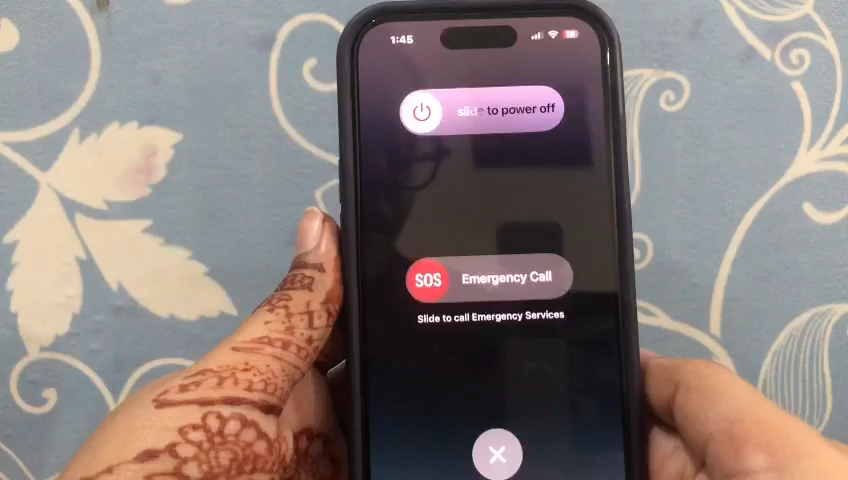 1:45
slide to power off
SOS Emergency Call
Slide to call Emergency Services